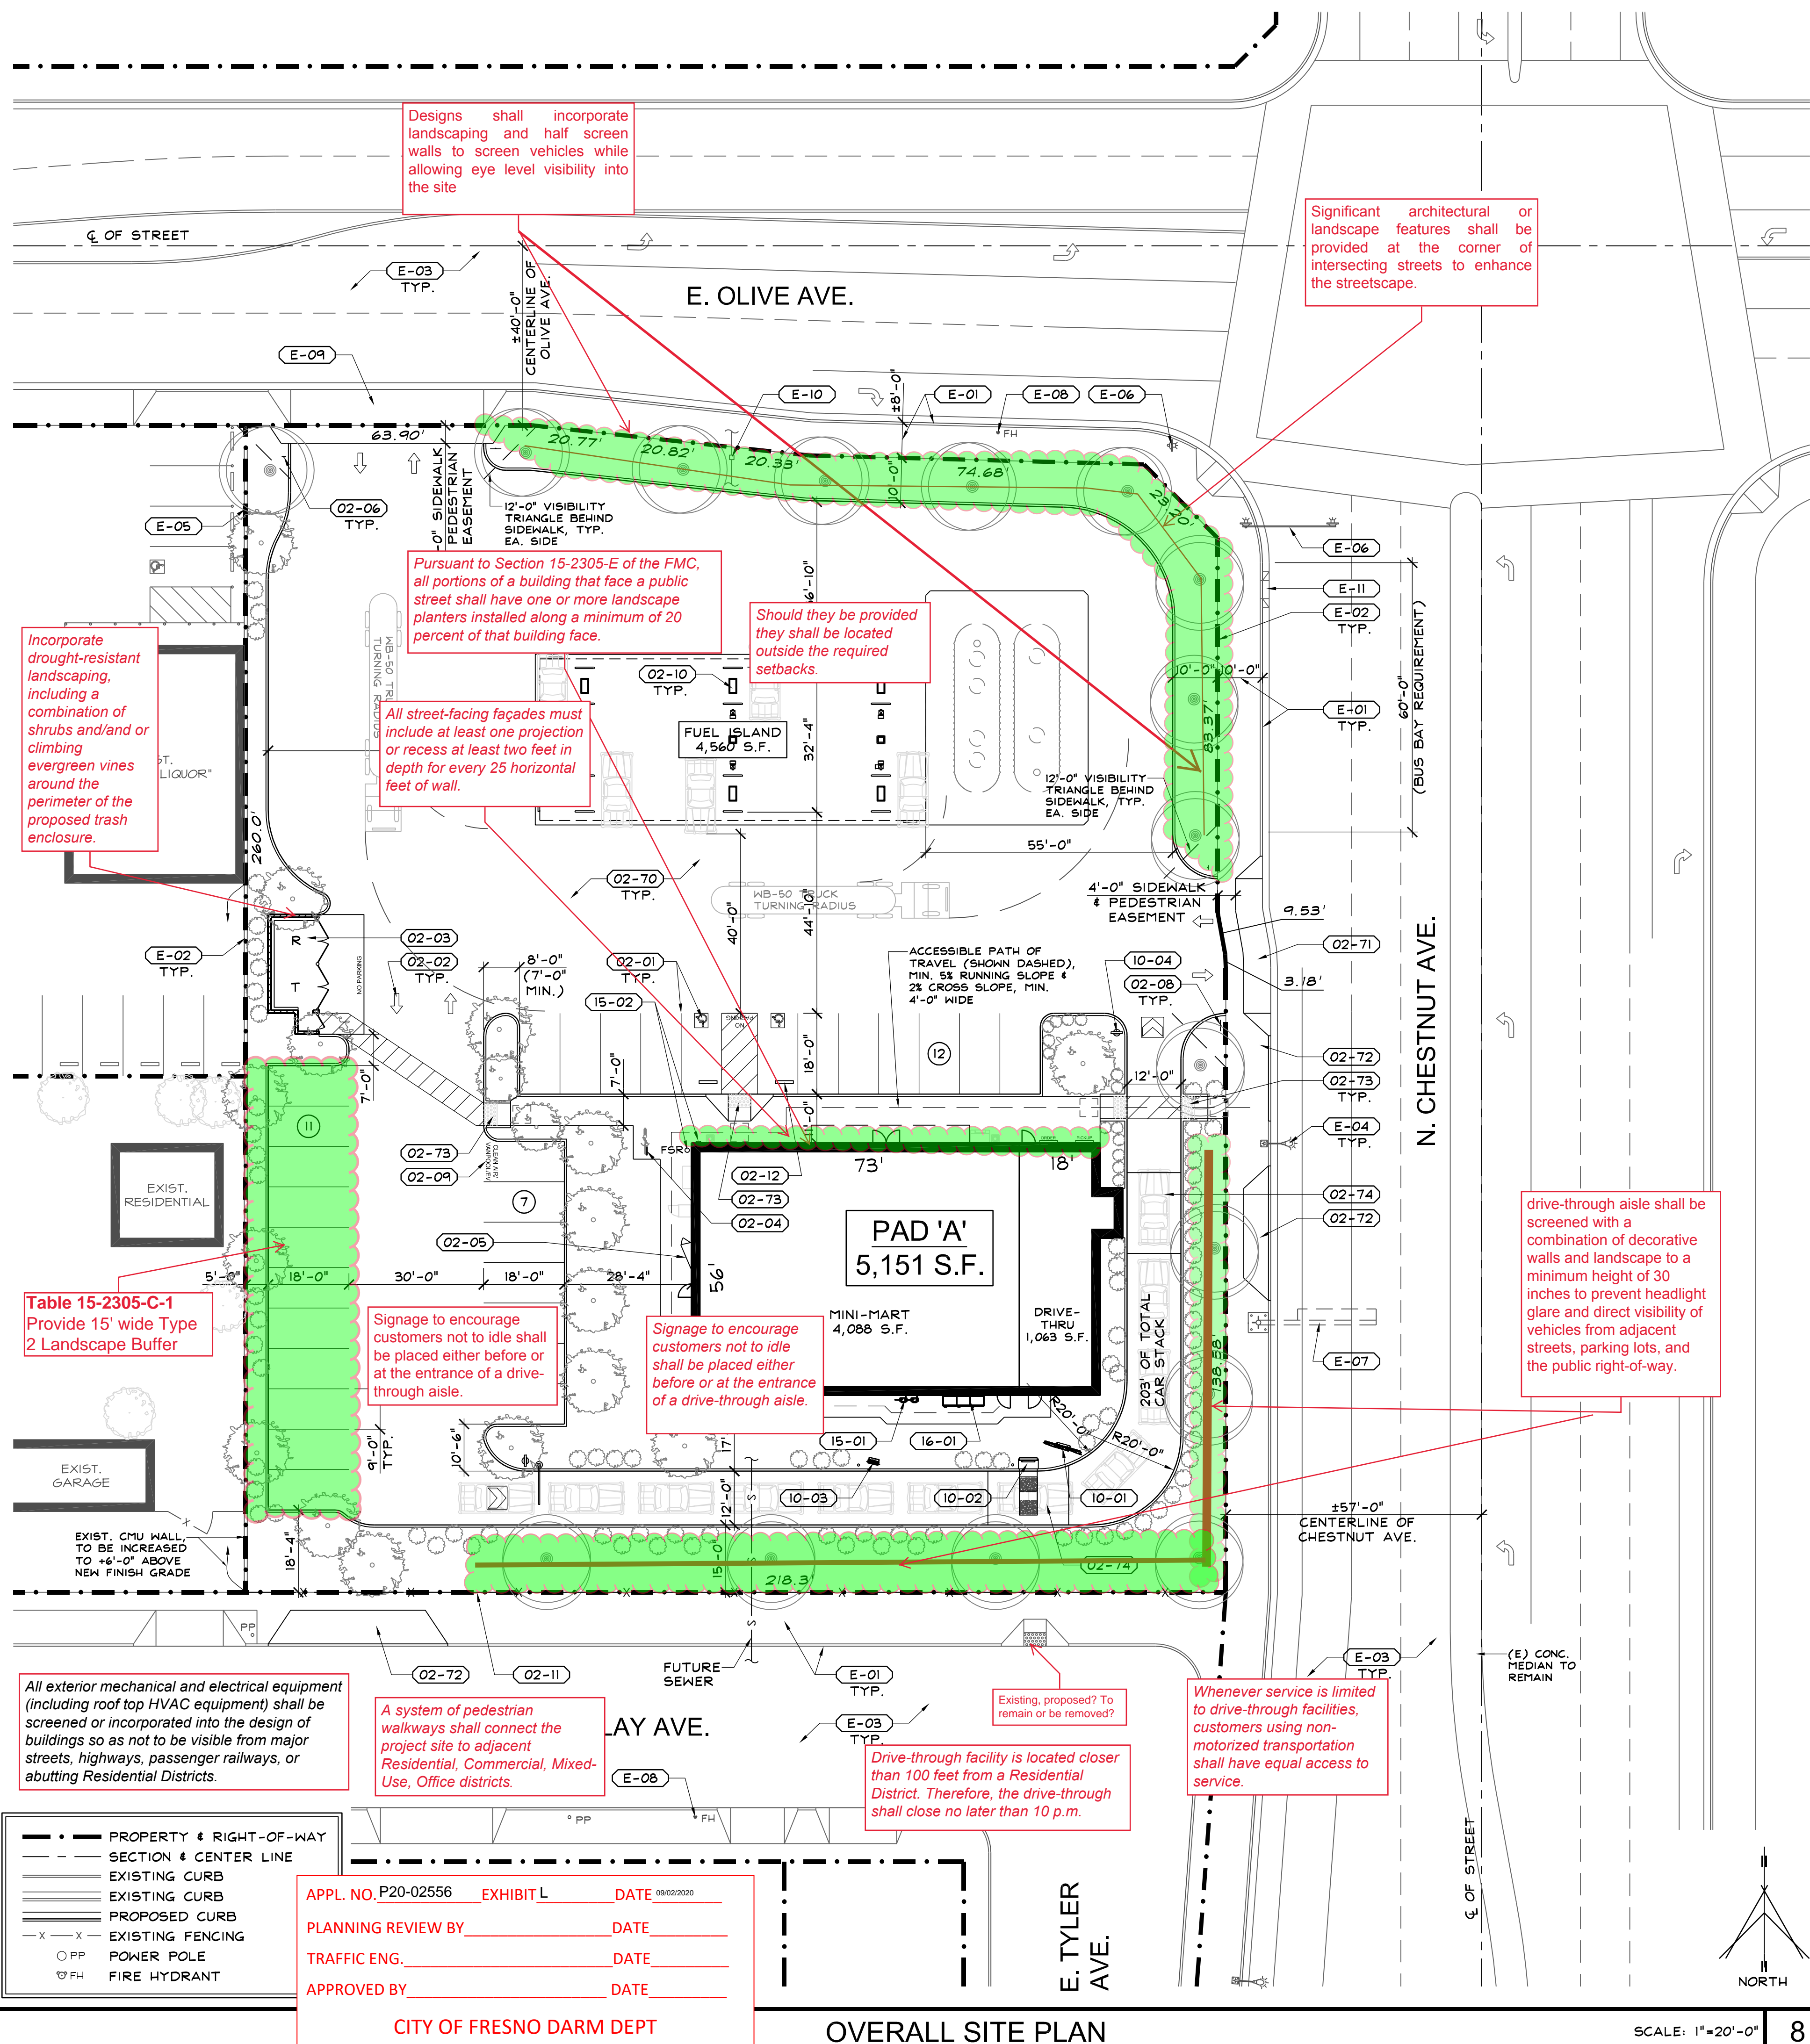 Designs shall incorporate
landscaping and half screen
walls to screen vehicles while
allowing eye level visibility into
the site
Significant architectural or
landscape features shall be
provided at the corner of
intersecting streets to enhance
the streetscape.
℄ OF STREET
E-03
TYP.
±40'-0"
CENTERLINE OF
OLIVE AVE.
E. OLIVE AVE.
E-09
E-10
±8'-0"
E-01
E-08
E-06
FH
63.90'
20.77'
20.82'
20.33'
74.68'
23.20'
10'-0"
E-05
02-06
TYP.
-0" SIDEWALK
PEDESTRIAN
EASEMENT
12'-0" VISIBILITY
TRIANGLE BEHIND
SIDEWALK, TYP.
EA. SIDE
E-06
E-11
E-02
TYP.
60'-0"
(BUS BAY REQUIREMENT)
Pursuant to Section 15-2305-E of the FMC,
all portions of a building that face a public
street shall have one or more landscape
planters installed along a minimum of 20
percent of that building face.
6'-10"
Should they be provided
they shall be located
outside the required
setbacks.
Incorporate
drought-resistant
landscaping,
including a
combination of
shrubs and/and or
climbing
evergreen vines
around the
perimeter of the
proposed trash
enclosure.
ST.
LIQUOR"
WB-50 TR
TURNING RADIUS
02-10
TYP.
10'-0"
10'-0"
83.37'
E-01
TYP.
All street-facing façades must
include at least one projection
or recess at least two feet in
depth for every 25 horizontal
feet of wall.
FUEL ISLAND
4,560 S.F.
32'-4"
12'-0" VISIBILITY
TRIANGLE BEHIND
SIDEWALK, TYP.
EA. SIDE
260.0'
55'-0"
02-70
TYP.
WB-50 TRUCK
TURNING RADIUS
40'-0"
44'-10"
4'-0" SIDEWALK
& PEDESTRIAN
EASEMENT
9.53'
02-71
3.18'
N. CHESTNUT AVE.
E-02
TYP.
R
T
NO PARKING
02-03
02-02
TYP.
8'-0"
(7'-0"
MIN.)
02-01
TYP.
15-02
ACCESSIBLE PATH OF
TRAVEL (SHOWN DASHED),
MIN. 5% RUNNING SLOPE &
2% CROSS SLOPE, MIN.
4'-0" WIDE
10-04
02-08
TYP.
NO
PARKING
12
18'-0"
7'-0"
7'-0"
12'-0"
02-72
02-73
TYP.
E-04
TYP.
11
11'-0"
02-73
02-09
CLEAN AIR/
VANPOOL/EV
FSR
ORDER
PICKUP
73'
18'
02-12
02-73
02-04
7
EXIST.
RESIDENTIAL
02-05
PAD 'A'
5,151 S.F.
02-74
02-72
5'-0"
18'-0"
30'-0"
18'-0"
28'-4"
56'
Table 15-2305-C-1
Provide 15' wide Type
2 Landscape Buffer
Signage to encourage
customers not to idle shall
be placed either before or
at the entrance of a drive-
through aisle.
Signage to encourage
customers not to idle
shall be placed either
before or at the entrance
of a drive-through aisle.
MINI-MART
4,088 S.F.
DRIVE-
THRU
1,063 S.F.
203' OF TOTAL
CAR STACK
138.58'
E-07
drive-through aisle shall be
screened with a
combination of decorative
walls and landscape to a
minimum height of 30
inches to prevent headlight
glare and direct visibility of
vehicles from adjacent
streets, parking lots, and
the public right-of-way.
R20'-0"
R20'-0"
9'-0"
TYP.
10'-6"
17'
15-01
16-01
EXIST.
GARAGE
12'-0"
10-03
10-02
10-01
±57'-0"
CENTERLINE OF
CHESTNUT AVE.
EXIST. CMU WALL,
TO BE INCREASED
TO +6'-0" ABOVE
NEW FINISH GRADE
18'-4"
15'-0"
S
02-74
218.3'
S
PP
S
02-72
02-11
FUTURE
SEWER
E-01
TYP.
E-03
TYP.
(E) CONC.
MEDIAN TO
REMAIN
All exterior mechanical and electrical equipment
(including roof top HVAC equipment) shall be
screened or incorporated into the design of
buildings so as not to be visible from major
streets, highways, passenger railways, or
abutting Residential Districts.
A system of pedestrian
walkways shall connect the
project site to adjacent
Residential, Commercial, Mixed-
Use, Office districts.
LAY AVE.
E-03
TYP.
Existing, proposed? To
remain or be removed?
Whenever service is limited
to drive-through facilities,
customers using non-
motorized transportation
shall have equal access to
service.
Drive-through facility is located closer
than 100 feet from a Residential
District. Therefore, the drive-through
shall close no later than 10 p.m.
E-08
PP
FH
PROPERTY & RIGHT-OF-WAY
SECTION & CENTER LINE
EXISTING CURB
EXISTING CURB
PROPOSED CURB
X X EXISTING FENCING
PP POWER POLE
FH FIRE HYDRANT
APPL. NO. P20-02556 EXHIBIT L DATE 09/02/2020
PLANNING REVIEW BY DATE
TRAFFIC ENG. DATE
APPROVED BY DATE
CITY OF FRESNO DARM DEPT
E. TYLER
AVE.
℄ OF STREET
NORTH
OVERALL SITE PLAN
SCALE: 1"=20'-0"
8